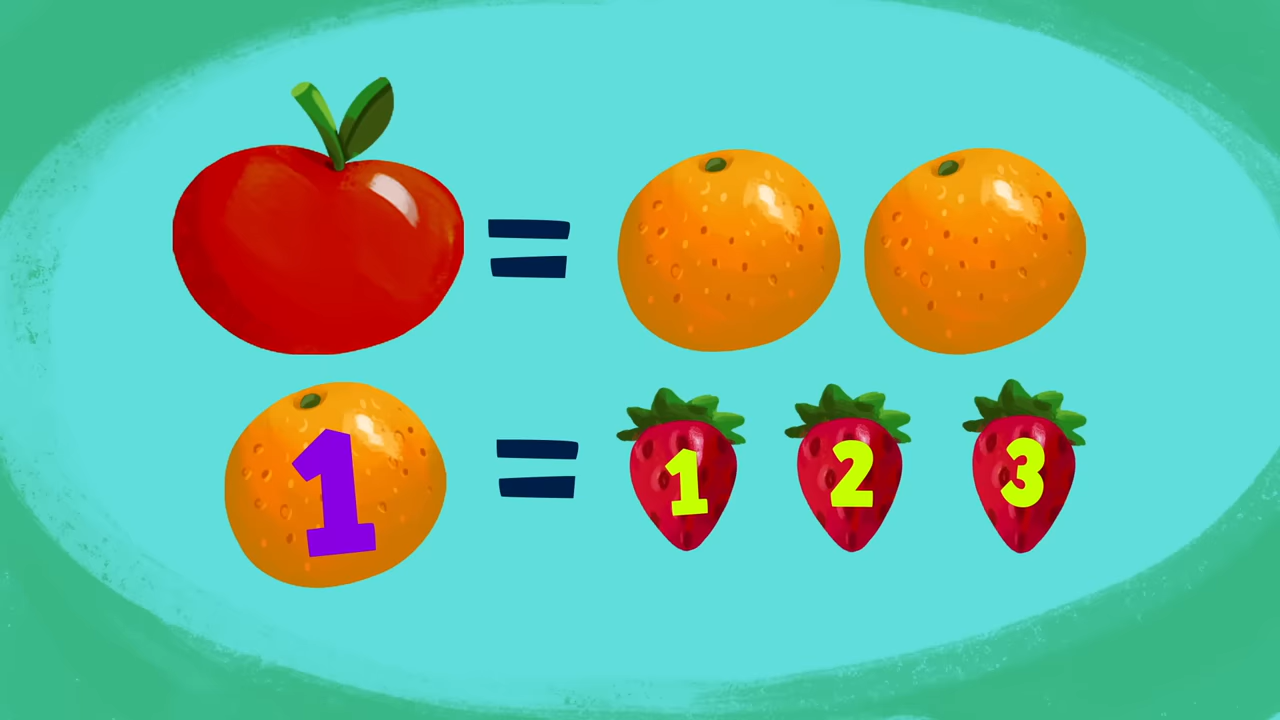 =
1 = 1 2 3